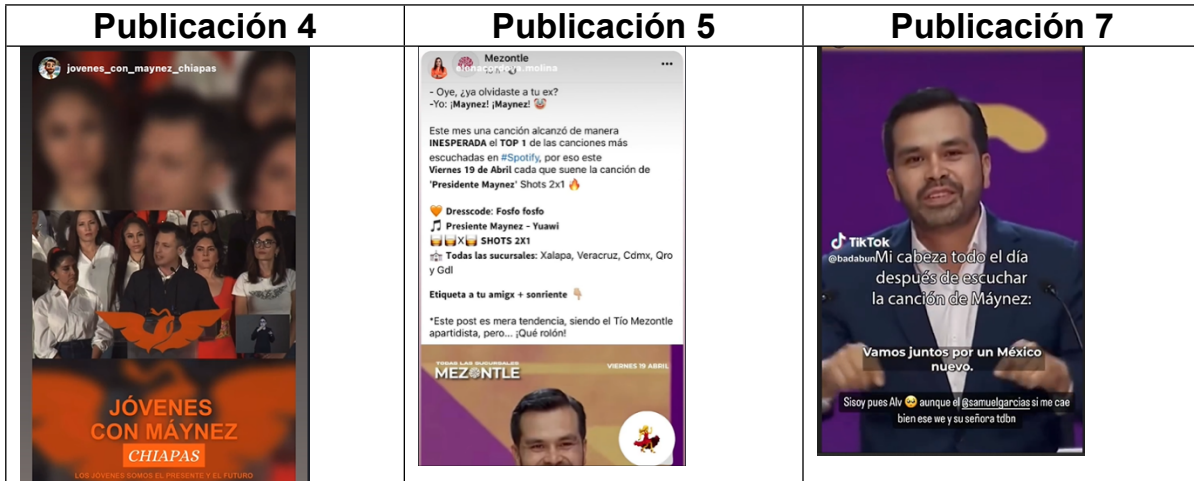 Publicación 4
Publicación 5
Publicación 7
jovenes_con_maynez_chiapas
JÓVENES
CON MÁYNEZ
CHIAPAS
LOS JÓVENES SOMOS EL PRESENTE Y EL FUTURO
Mezontle
elenacordova.molina
- Oye, ¿ya olvidaste a tu ex?
-Yo: ¡Maynez! ¡Maynez! 🤡
Este mes una canción alcanzó de manera
INESPERADA el TOP 1 de las canciones más
escuchadas en #Spotify, por eso este
Viernes 19 de Abril cada que suene la canción de
'Presidente Maynez' Shots 2x1 🔥
🧡 Dresscode: Fosfo fosfo
🎵 Presiente Maynez - Yuawi
🥃🥃X🥃 SHOTS 2X1
🏤 Todas las sucursales: Xalapa, Veracruz, Cdmx, Qro
y Gdl
Etiqueta a tu amigx + sonriente 👇🏼
*Este post es mera tendencia, siendo el Tío Mezontle
apartidista, pero... ¡Qué rolón!
TODAS LAS SUCURSALES
MEZONTLE
VIERNES 19 ABRIL
TikTok
@badabun
Mi cabeza todo el día
después de escuchar
la canción de Máynez:
Vamos juntos por un México
nuevo.
Sisoy pues Alv 🥺 aunque el @samuelgarcias si me cae
bien ese we y su señora tdbn